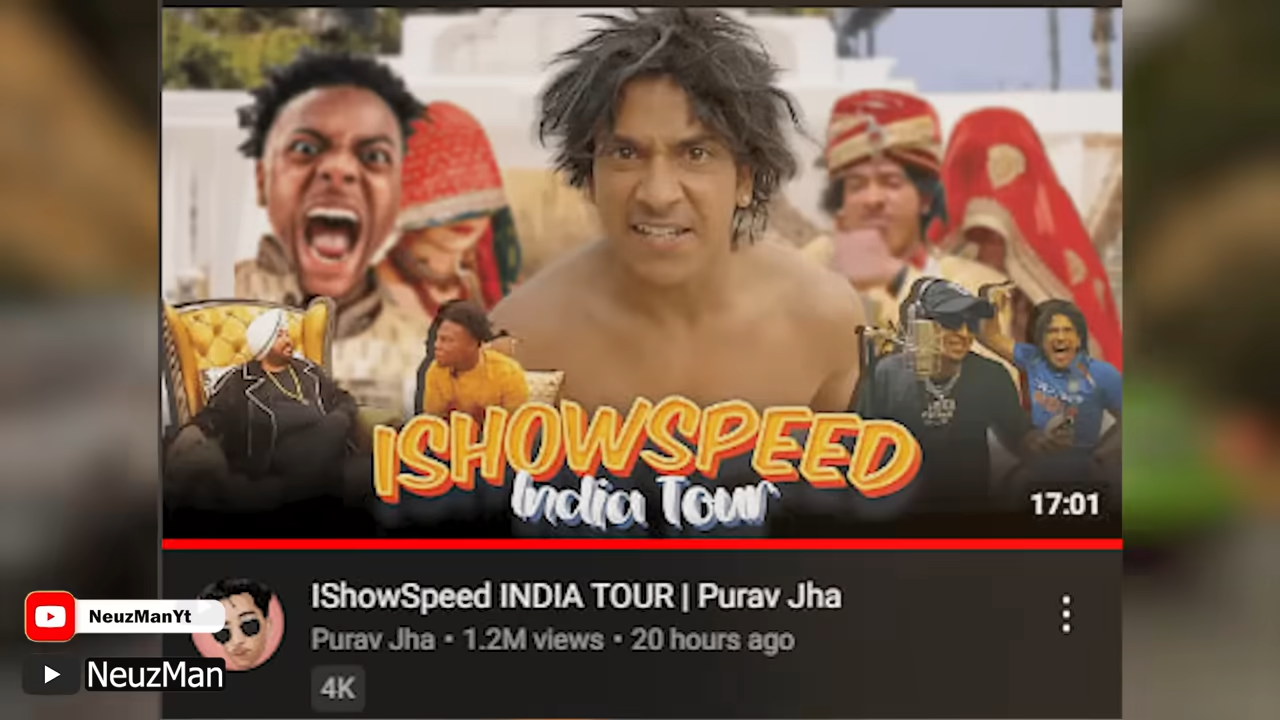 ISHOWSPEED
India Tour
17:01
IShowSpeed INDIA TOUR | Purav Jha
Purav Jha • 1.2M views • 20 hours ago
4K
NeuzManYt
NeuzMan